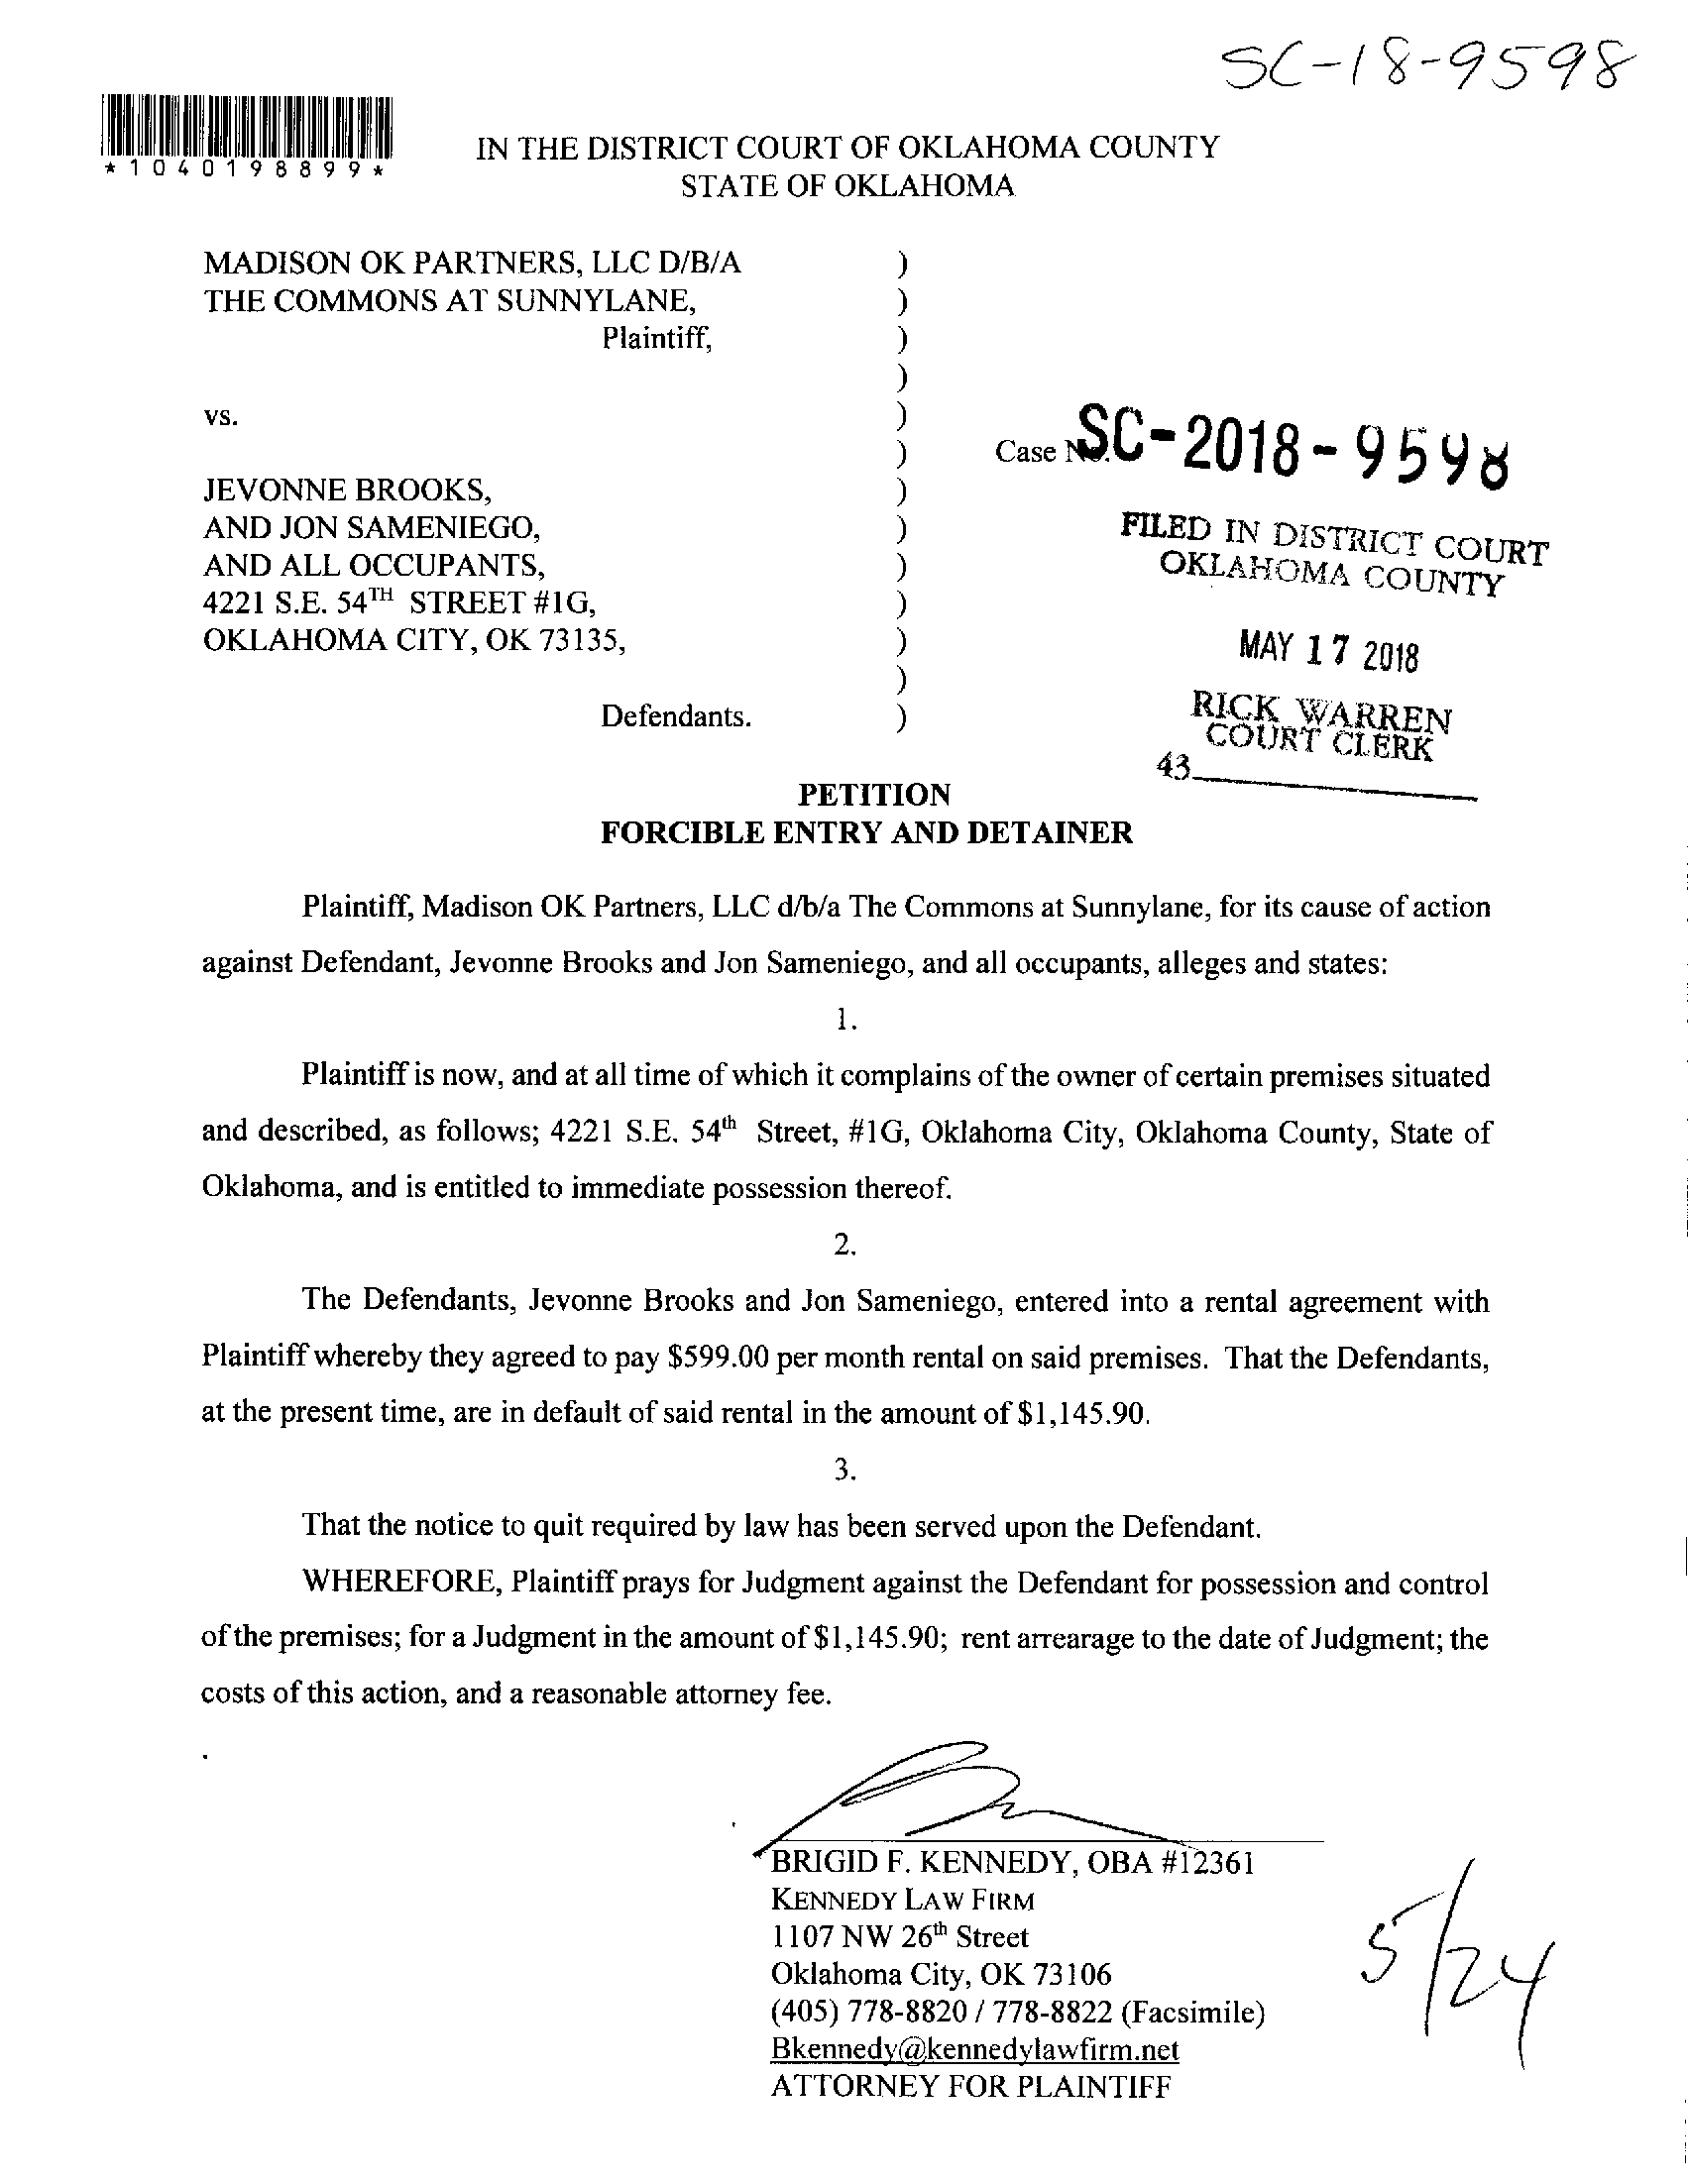 SC-18-9598
*1040198899*
IN THE DISTRICT COURT OF OKLAHOMA COUNTY
STATE OF OKLAHOMA
MADISON OK PARTNERS, LLC D/B/A )
THE COMMONS AT SUNNYLANE, )
Plaintiff, )
)
vs. )
) Case No. SC-2018-9598
JEVONNE BROOKS, )
AND JON SAMENIEGO, )
AND ALL OCCUPANTS, )
4221 S.E. 54TH STREET #1G, )
OKLAHOMA CITY, OK 73135, )
)
Defendants. )
FILED IN DISTRICT COURT
OKLAHOMA COUNTY
MAY 17 2018
RICK WARREN
COURT CLERK
43
PETITION
FORCIBLE ENTRY AND DETAINER
Plaintiff, Madison OK Partners, LLC d/b/a The Commons at Sunnylane, for its cause of action
against Defendant, Jevonne Brooks and Jon Sameniego, and all occupants, alleges and states:
1.
Plaintiff is now, and at all time of which it complains of the owner of certain premises situated
and described, as follows; 4221 S.E. 54th Street, #1G, Oklahoma City, Oklahoma County, State of
Oklahoma, and is entitled to immediate possession thereof.
2.
The Defendants, Jevonne Brooks and Jon Sameniego, entered into a rental agreement with
Plaintiff whereby they agreed to pay $599.00 per month rental on said premises. That the Defendants,
at the present time, are in default of said rental in the amount of $1,145.90.
3.
That the notice to quit required by law has been served upon the Defendant.
WHEREFORE, Plaintiff prays for Judgment against the Defendant for possession and control
of the premises; for a Judgment in the amount of $1,145.90; rent arrearage to the date of Judgment; the
costs of this action, and a reasonable attorney fee.
BRIGID F. KENNEDY, OBA #12361
KENNEDY LAW FIRM
1107 NW 26th Street
Oklahoma City, OK 73106
(405) 778-8820 / 778-8822 (Facsimile)
Bkennedy@kennedylawfirm.net
ATTORNEY FOR PLAINTIFF
5/24